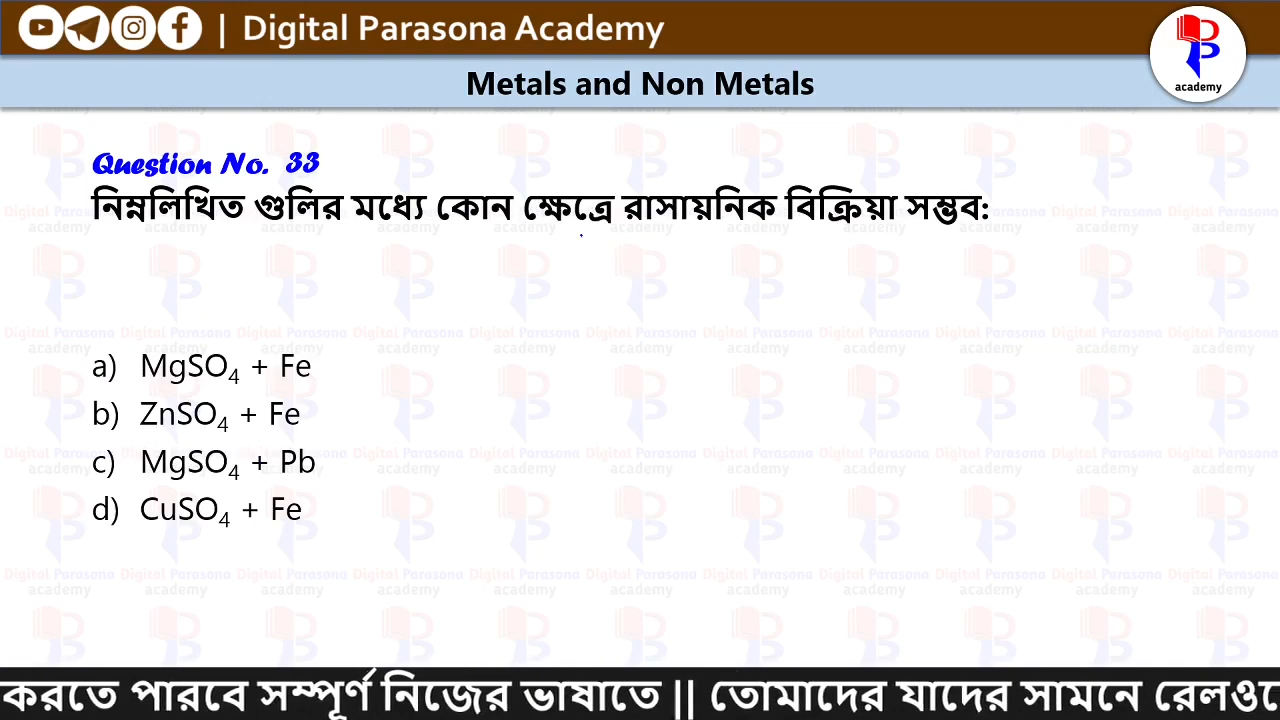 | Digital Parasona Academy
academy
Metals and Non Metals
Question No. 33
নিম্নলিখিত গুলির মধ্যে কোন ক্ষেত্রে রাসায়নিক বিক্রিয়া সম্ভব:
a) MgSO₄ + Fe
b) ZnSO₄ + Fe
c) MgSO₄ + Pb
d) CuSO₄ + Fe
করতে পারবে সম্পূর্ণ নিজের ভাষাতে || তোমাদের যাদের সামনে রেলওয়ে